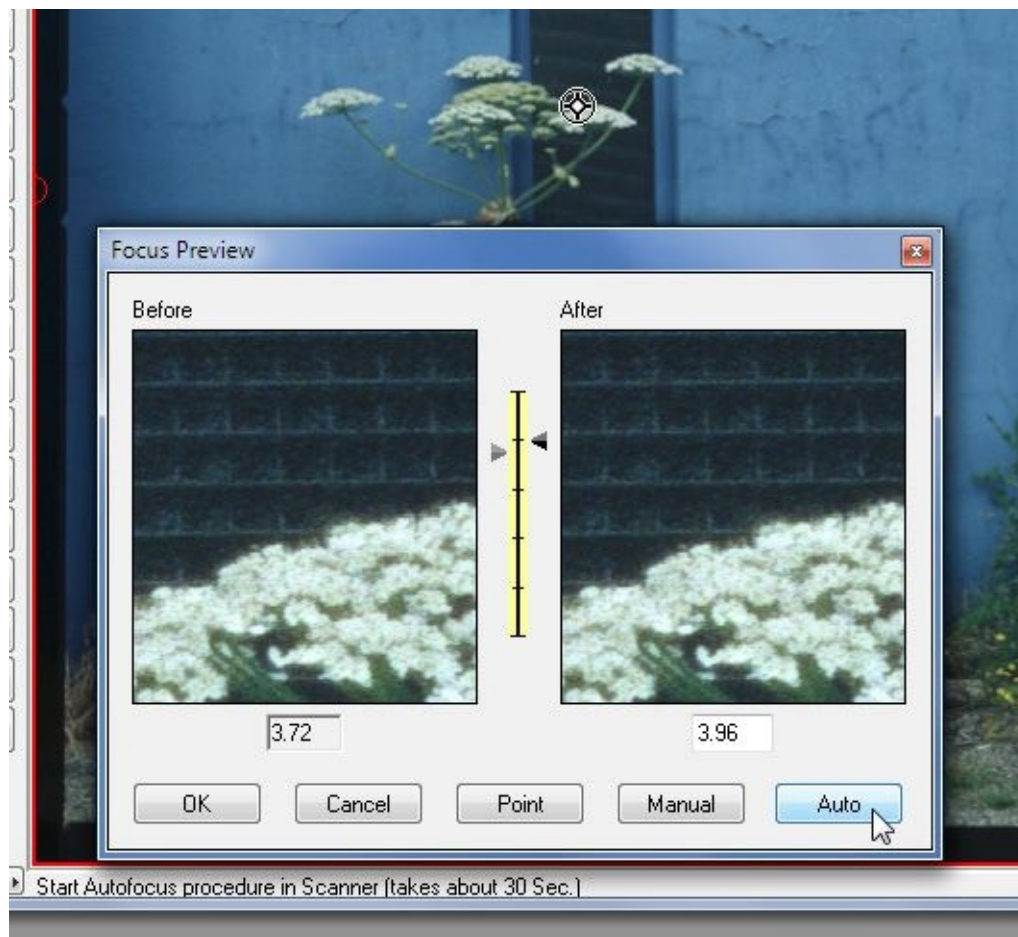 Focus Preview
Before
After
3.72
3.96
OK
Cancel
Point
Manual
Auto
Start Autofocus procedure in Scanner (takes about 30 Sec.)